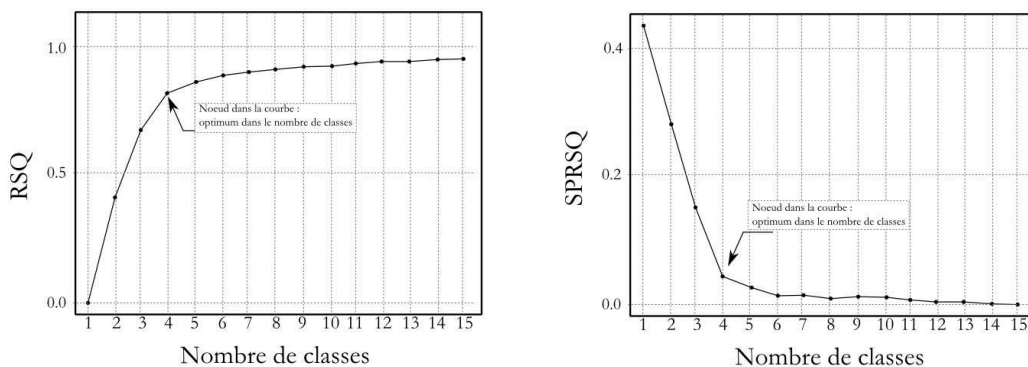 RSQ
1.0
0.5
0.0
Noeud dans la courbe :
optimum dans le nombre de classes
1 2 3 4 5 6 7 8 9 10 11 12 13 14 15
Nombre de classes
SPRSQ
0.4
0.2
0.0
Noeud dans la courbe :
optimum dans le nombre de classes
1 2 3 4 5 6 7 8 9 10 11 12 13 14 15
Nombre de classes